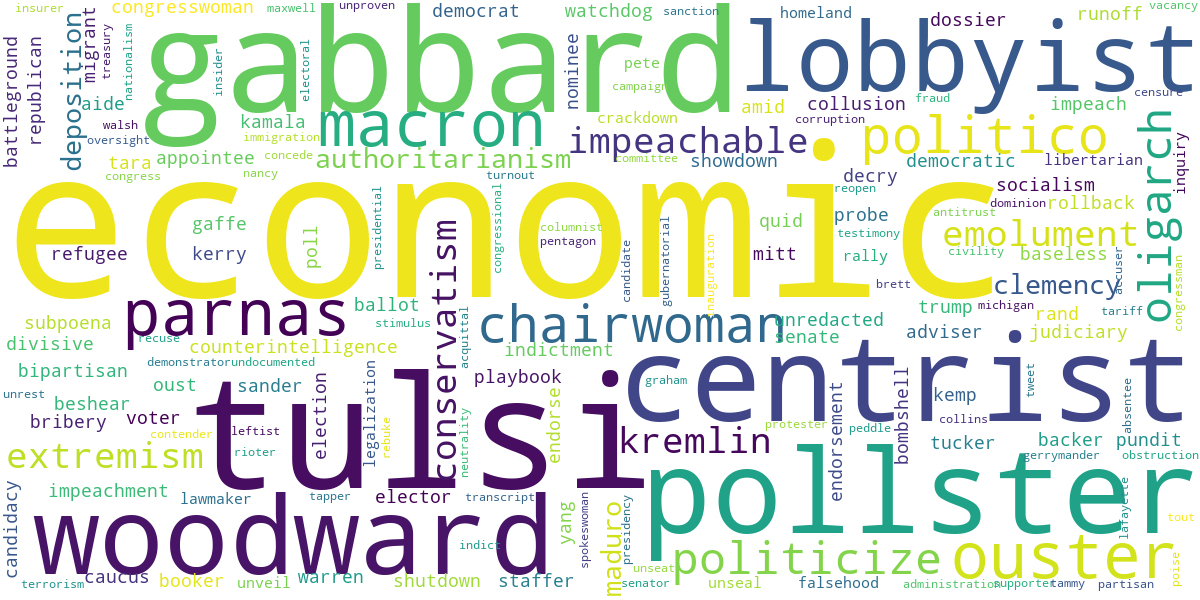 insurer
congresswoman
maxwell
unproven
democrat
watchdog
sanction
homeland
dossier
runoff
vacancy
battleground
republican
deposition
migrant
treasury
nationalism
gabbard
insider
electoral
nominee
pete
campaign
lobbyist
censure
aide
walsh
oversight
kamala
immigration
macron
crackdown
amid
collusion
corruption
fraud
impeach
tara
appointee
concede
congress
nancy
authoritarianism
turnout
impeachable
committee
showdown
politico
democratic
libertarian
oligarch
inquiry
economic
decry
reopen
socialism
dominion
rollback
antitrust
gaffe
poll
presidential
congressional
columnist
pentagon
candidate
gubernatorial
inauguration
quid
probe
testimony
emolument
civility
baseless
accuser
congressman
refugee
kerry
conservatism
mitt
rally
brett
clemency
parnas
ballot
stimulus
chairwoman
unredacted
senate
trump
michigan
rand
tariff
adviser
judiciary
subpoena
divisive
recuse
counterintelligence
acquittal
indictment
demonstrator
undocumented
bipartisan
oust
sander
playbook
graham
centrist
tweet
unrest
beshear
tulsi
election
legalization
endorse
endorsement
bombshell
kemp
absentee
bribery
voter
contender
leftist
rebuke
collins
protester
peddle
tucker
backer
pundit
extremism
rioter
neutrality
kremlin
pollster
gerrymander
obstruction
impeachment
lawmaker
tapper
elector
transcript
candidacy
woodward
indict
yang
spokeswoman
maduro
presidency
lafayette
tout
politicize
ouster
poise
terrorism
caucus
booker
unveil
warren
shutdown
staffer
unseat
senator
unseal
falsehood
administration
supporter
tammy
partisan